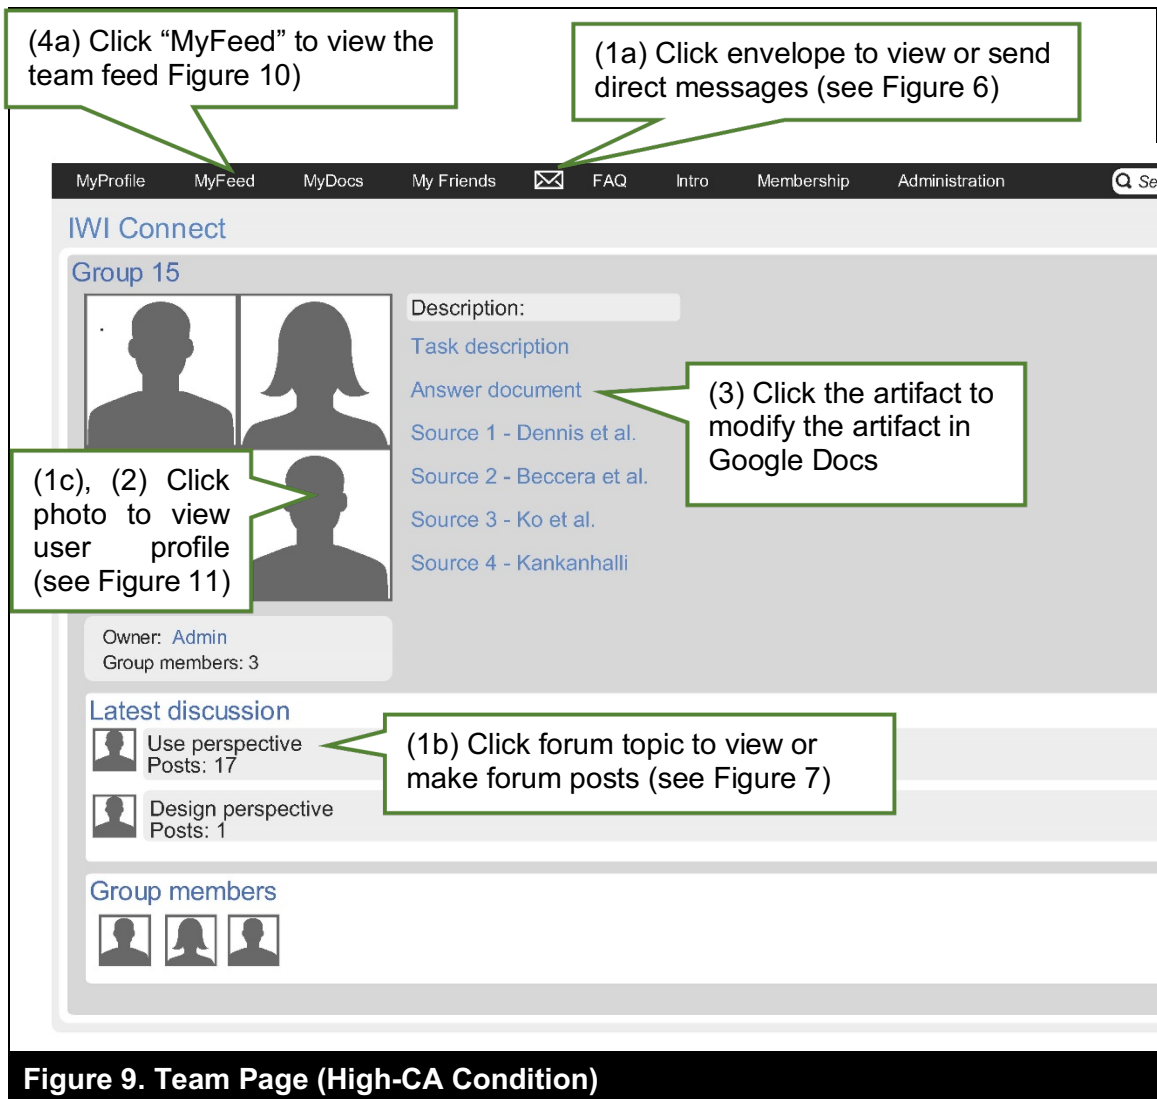 (4a) Click “MyFeed” to view the
team feed Figure 10)
(1a) Click envelope to view or send
direct messages (see Figure 6)
MyProfile MyFeed MyDocs My Friends FAQ Intro Membership Administration Se
IWI Connect
Group 15
Description:
Task description
Answer document
Source 1 - Dennis et al.
Source 2 - Beccera et al.
Source 3 - Ko et al.
Source 4 - Kankanhalli
(3) Click the artifact to
modify the artifact in
Google Docs
(1c), (2) Click
photo to view
user profile
(see Figure 11)
Owner: Admin
Group members: 3
Latest discussion
Use perspective
Posts: 17
(1b) Click forum topic to view or
make forum posts (see Figure 7)
Design perspective
Posts: 1
Group members
Figure 9. Team Page (High-CA Condition)